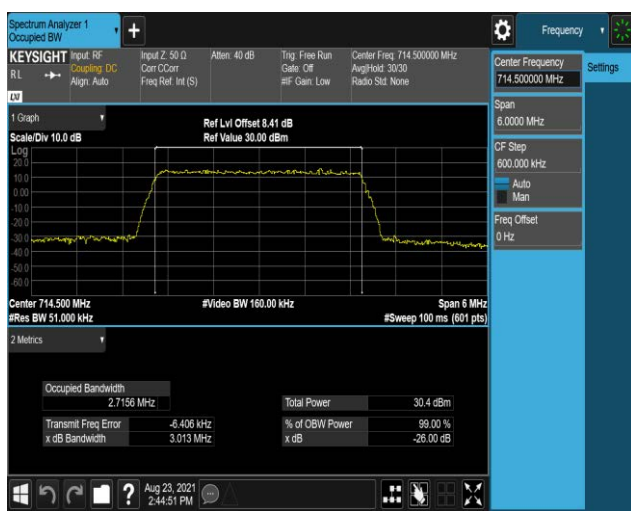 Spectrum Analyzer 1
Occupied BW
+
Frequency
KEYSIGHT
RL
LXI
Input: RF
Coupling: DC
Align: Auto
Input Z: 50 Ω
Corr CCorr
Freq Ref: Int (S)
Atten: 40 dB
Trig: Free Run
Gate: Off
#IF Gain: Low
Center Freq: 714.500000 MHz
Avg|Hold: 30/30
Radio Std: None
Center Frequency
714.500000 MHz
Settings
Span
6.0000 MHz
CF Step
600.000 kHz
Auto
Man
Freq Offset
0 Hz
1 Graph
Scale/Div 10.0 dB
Ref Lvl Offset 8.41 dB
Ref Value 30.00 dBm
Log
20.0
10.0
0.00
-10.0
-20.0
-30.0
-40.0
-50.0
-60.0
Center 714.500 MHz
#Video BW 160.00 kHz
Span 6 MHz
#Res BW 51.000 kHz
#Sweep 100 ms (601 pts)
2 Metrics
Occupied Bandwidth
2.7156 MHz
Total Power 30.4 dBm
Transmit Freq Error -6.406 kHz
% of OBW Power 99.00 %
x dB Bandwidth 3.013 MHz
x dB -26.00 dB
?
Aug 23, 2021
2:44:51 PM